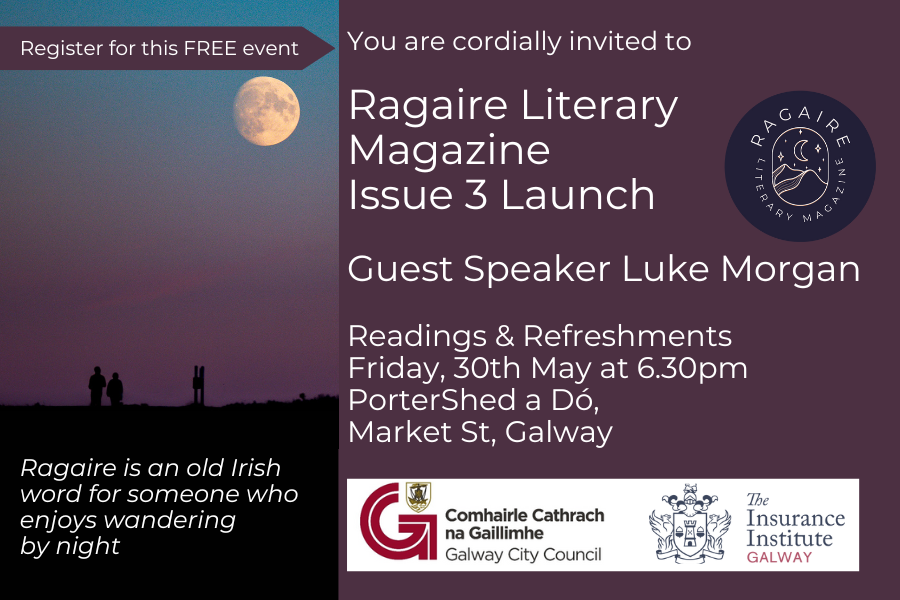 Register for this FREE event
You are cordially invited to
Ragaire Literary
Magazine
Issue 3 Launch
RAGAIRE
LITERARY MAGAZINE
Guest Speaker Luke Morgan
Readings & Refreshments
Friday, 30th May at 6.30pm
PorterShed a Dó,
Market St, Galway
Ragaire is an old Irish
word for someone who
enjoys wandering
by night
Comhairle Cathrach
na Gaillimhe
Galway City Council
The
Insurance
Institute
GALWAY